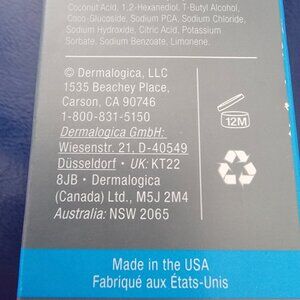 Coconut Acid, 1,2-Hexanediol, T-Butyl Alcohol,
Coco-Glucoside, Sodium PCA, Sodium Chloride,
Sodium Hydroxide, Citric Acid, Potassium
Sorbate, Sodium Benzoate, Limonene.
© Dermalogica, LLC
1535 Beachey Place,
Carson, CA 90746
1-800-831-5150
Dermalogica GmbH:
Wiesenstr. 21, D-40549
Düsseldorf • UK: KT22
8JB • Dermalogica
(Canada) Ltd., M5J 2M4
Australia: NSW 2065
12M
Made in the USA
Fabriqué aux États-Unis